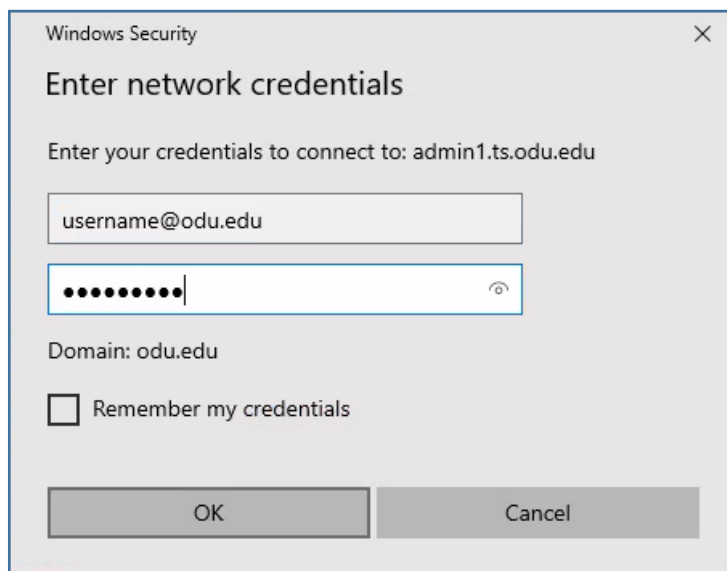 Windows Security
Enter network credentials
Enter your credentials to connect to: admin1.ts.odu.edu
username@odu.edu
●●●●●●●●●
Domain: odu.edu
Remember my credentials
OK
Cancel